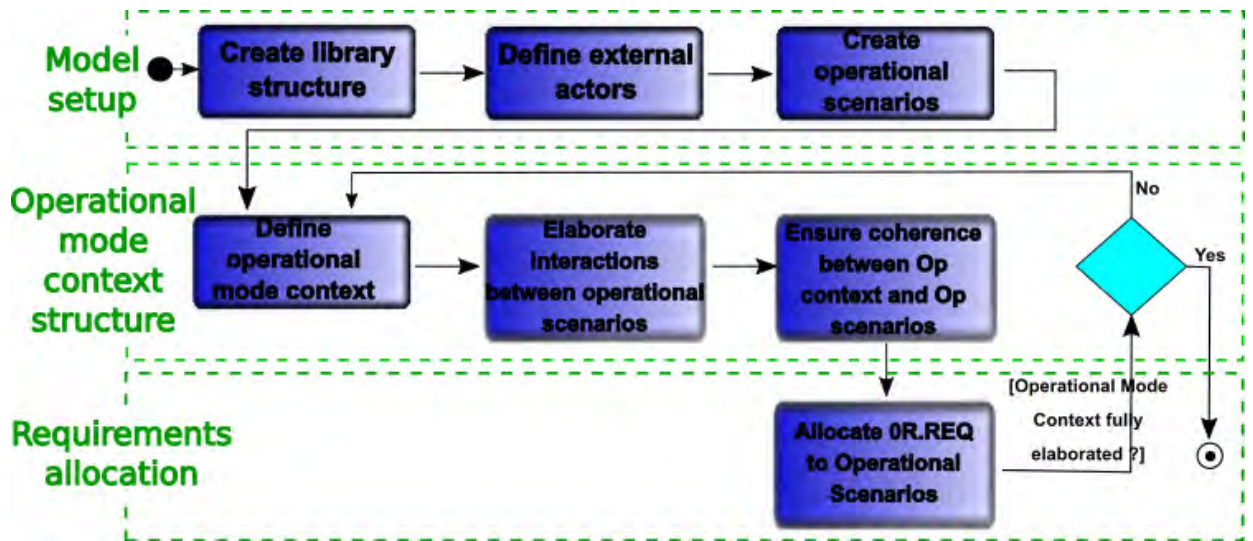 Model
setup
Create library
structure
Define external
actors
Create
operational
scenarios
Operational
mode
context
structure
Define
operational
mode context
Elaborate
Interactions
between operational
scenarios
Ensure coherence
between Op
context and Op
scenarios
No
Yes
Requirements
allocation
Allocate 0R.REQ
to Operational
Scenarios
[Operational Mode
Context fully
elaborated ?]